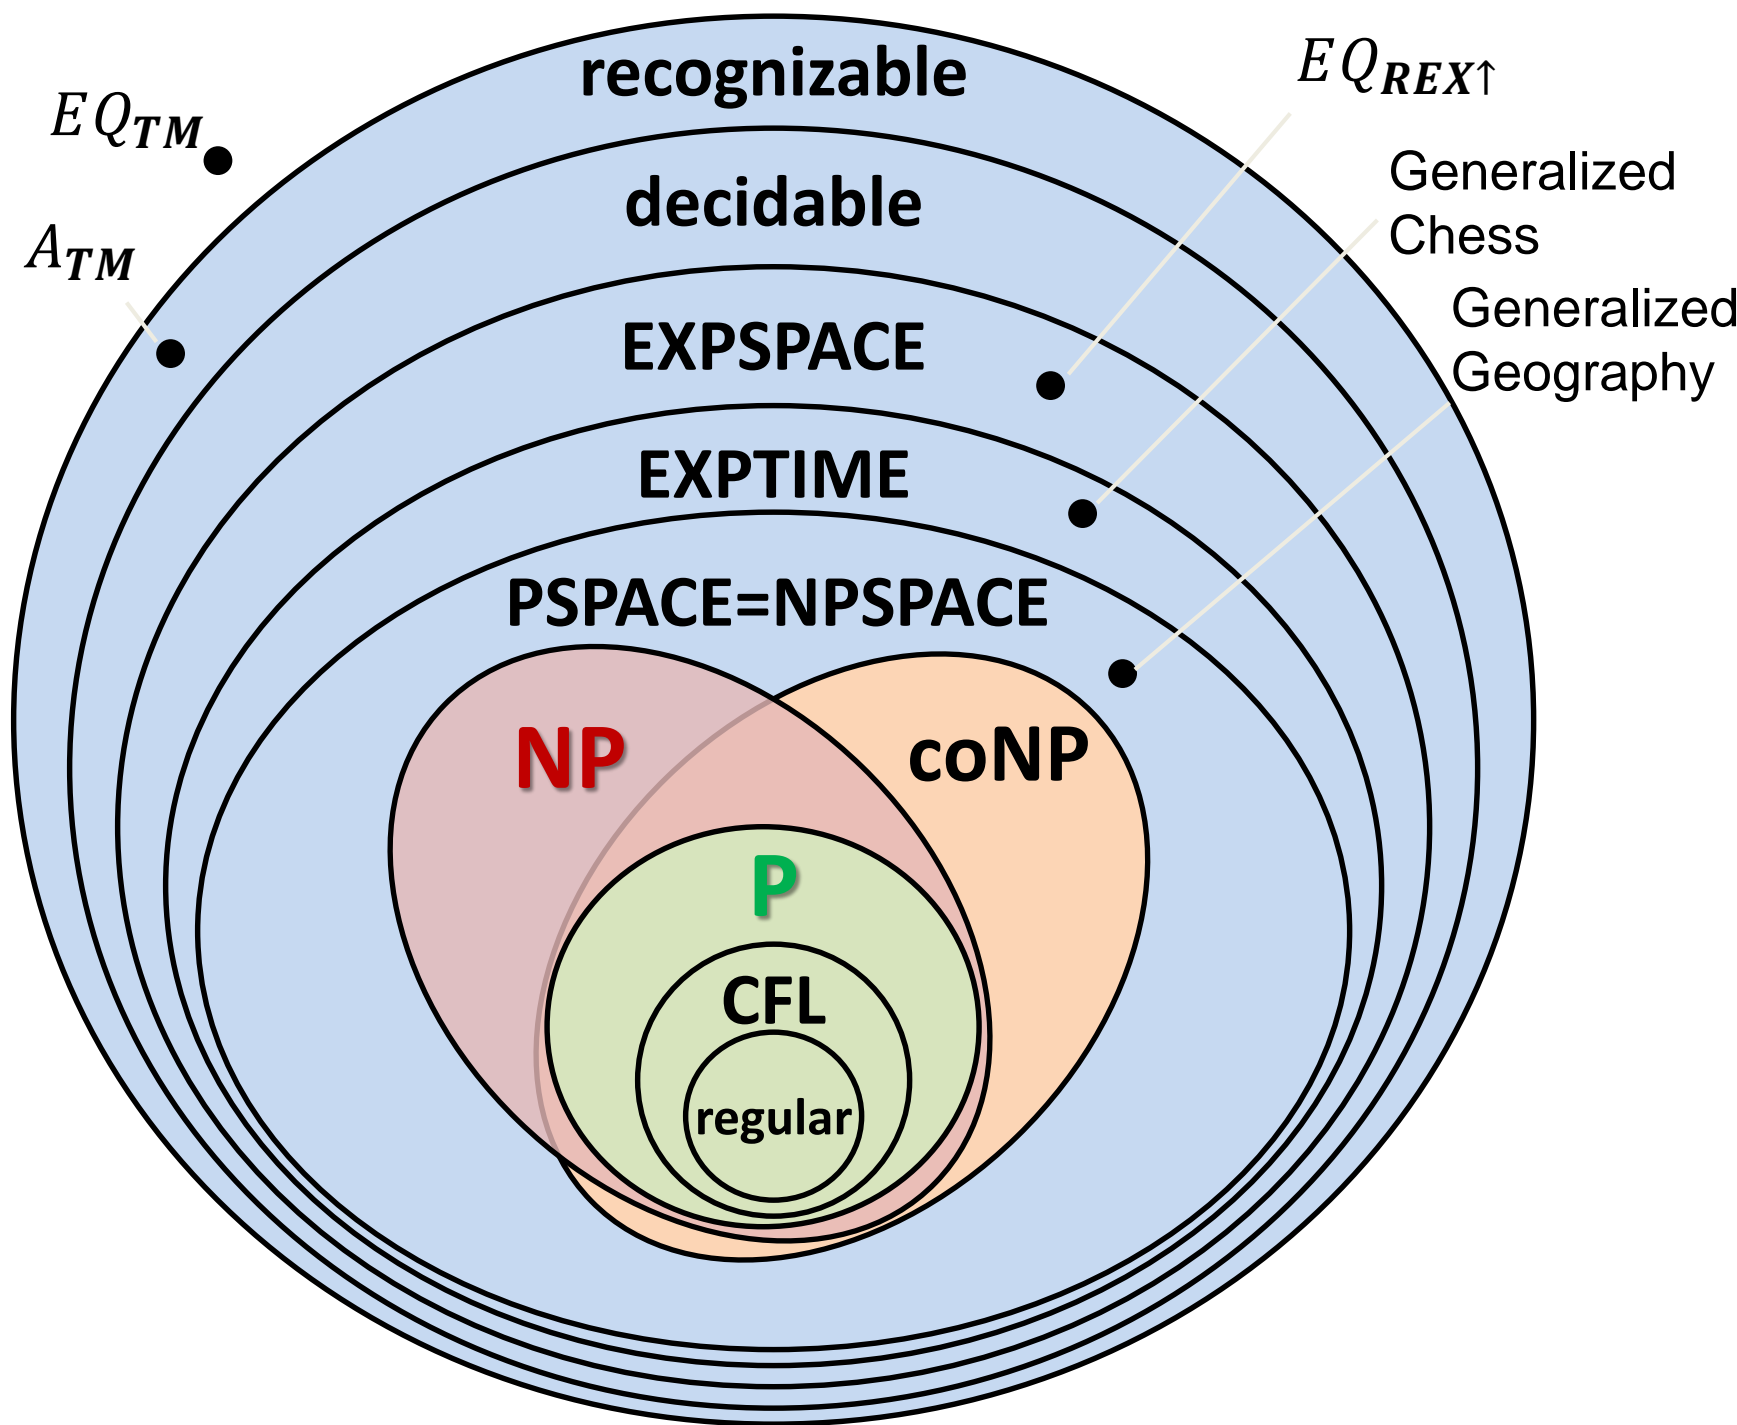 recognizable
EQ_REX↑
EQ_TM
Generalized
Chess
decidable
A_TM
Generalized
Geography
EXPSPACE
EXPTIME
PSPACE=NPSPACE
NP
coNP
P
CFL
regular